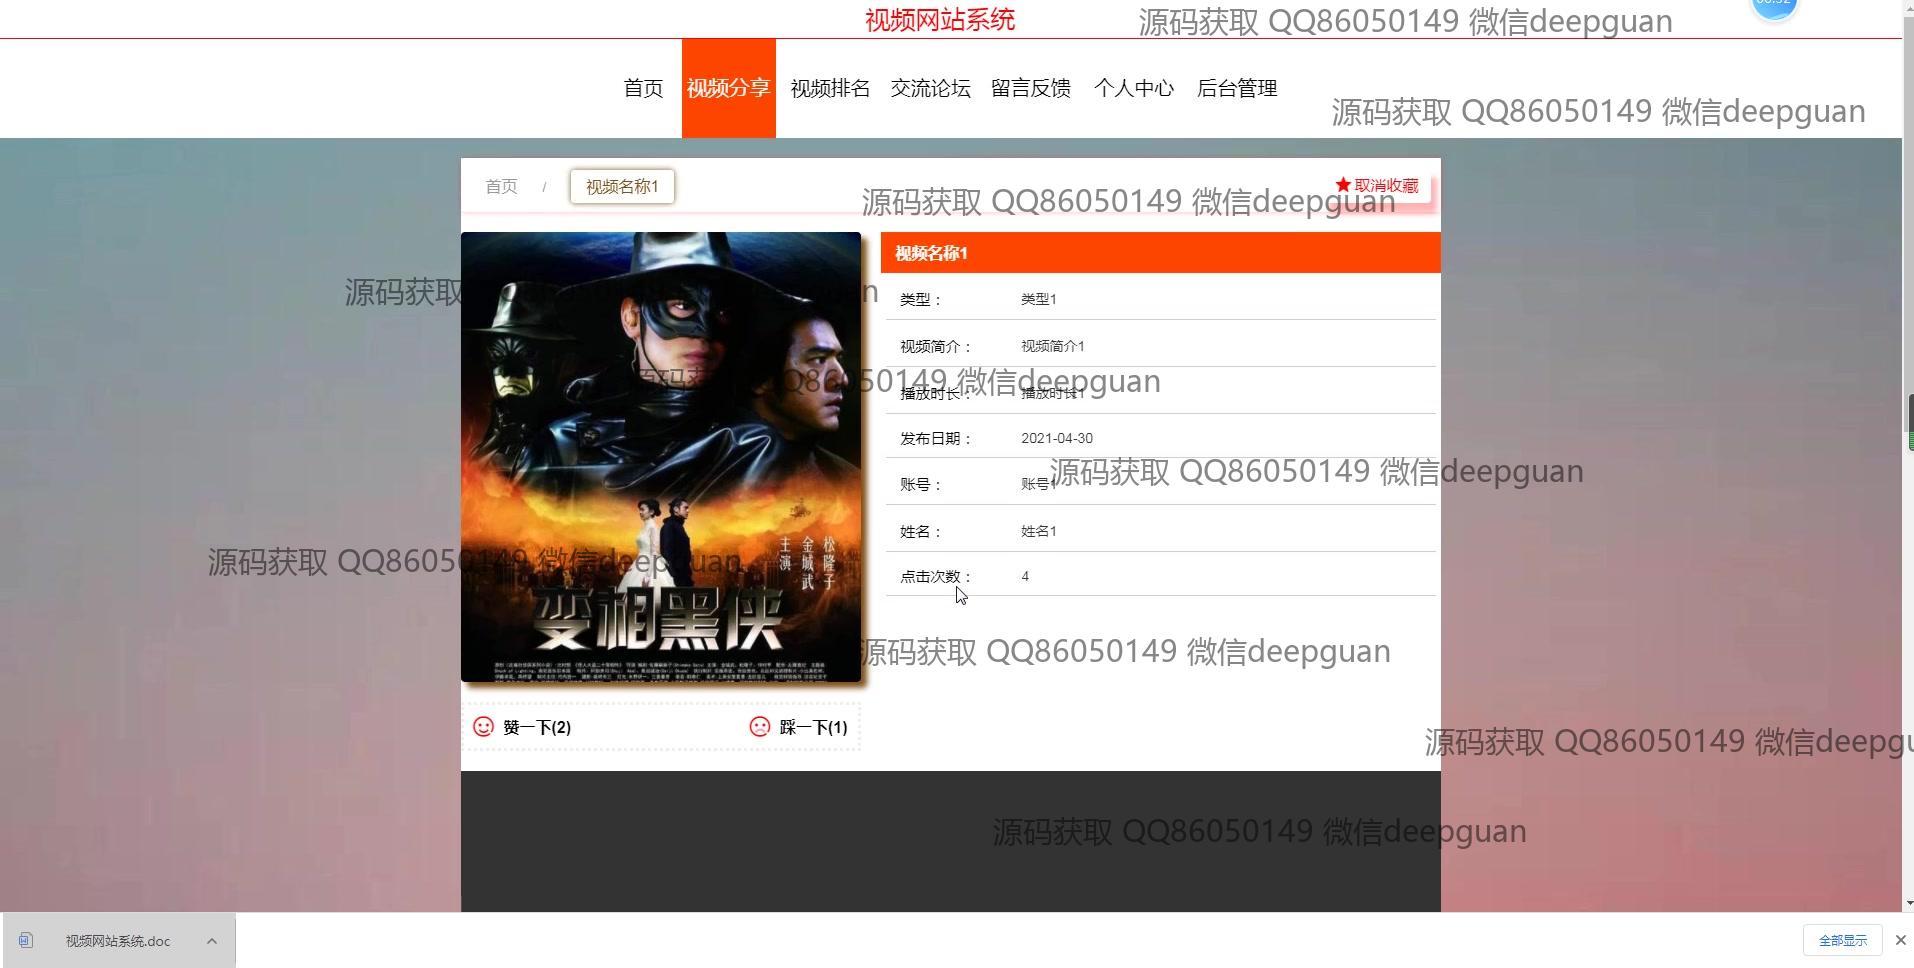 视频网站系统
源码获取 QQ86050149 微信deepguan
首页 视频分享 视频排名 交流论坛 留言反馈 个人中心 后台管理
源码获取 QQ86050149 微信deepguan
首页 / 视频名称1
取消收藏
源码获取 QQ86050149 微信deepguan
视频名称1
源码获取
类型： 类型1
视频简介： 视频简介1
源码获取 QQ86050149 微信deepguan
播放时长： 播放时长1
发布日期： 2021-04-30
源码获取 QQ86050149 微信deepguan
账号： 账号1
姓名： 姓名1
源码获取 QQ86050149 微信deepguan
主演 金城武 松隆子
点击次数： 4
变相黑侠
源码获取 QQ86050149 微信deepguan
赞一下(2) 踩一下(1)
源码获取 QQ86050149 微信deepgu
源码获取 QQ86050149 微信deepguan
视频网站系统.doc
全部显示